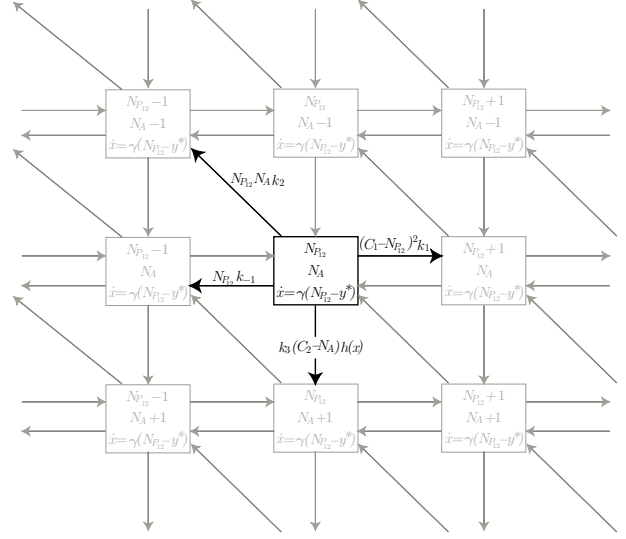 N_{P_{12}}−1
N_A−1
ẋ=γ(N_{P_{12}}−y*)
N_{P_{12}}
N_A−1
ẋ=γ(N_{P_{12}}−y*)
N_{P_{12}}+1
N_A−1
ẋ=γ(N_{P_{12}}−y*)
N_{P_{12}}N_Ak_2
N_{P_{12}}−1
N_A
ẋ=γ(N_{P_{12}}−y*)
N_{P_{12}}k_{−1}
N_{P_{12}}
N_A
ẋ=γ(N_{P_{12}}−y*)
(C_1−N_{P_{12}})²k_1
N_{P_{12}}+1
N_A
ẋ=γ(N_{P_{12}}−y*)
k_3(C_2−N_A)h(x)
N_{P_{12}}−1
N_A+1
ẋ=γ(N_{P_{12}}−y*)
N_{P_{12}}
N_A+1
ẋ=γ(N_{P_{12}}−y*)
N_{P_{12}}+1
N_A+1
ẋ=γ(N_{P_{12}}−y*)